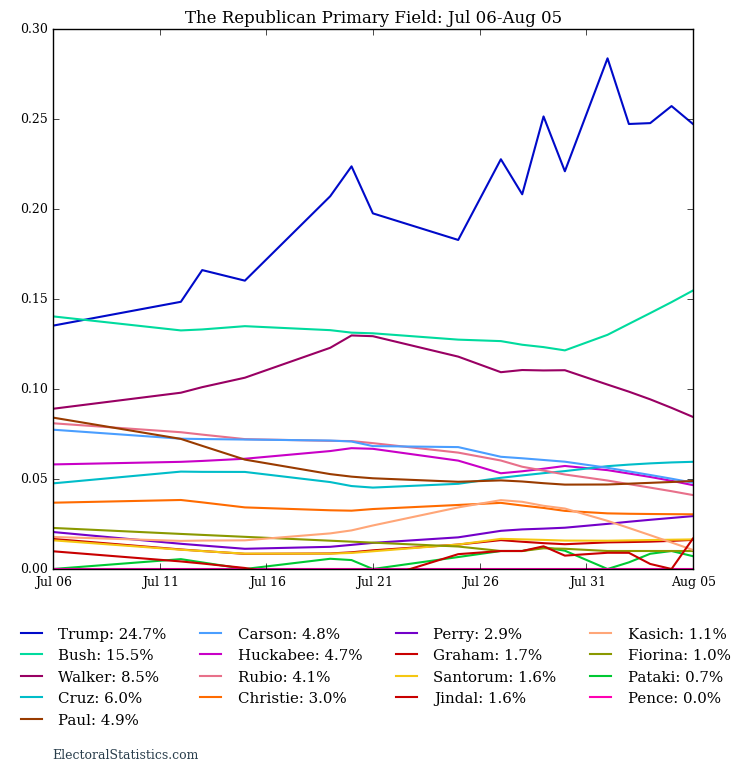 The Republican Primary Field: Jul 06-Aug 05
0.30
0.25
0.20
0.15
0.10
0.05
0.00
Jul 06 Jul 11 Jul 16 Jul 21 Jul 26 Jul 31 Aug 05
Trump: 24.7% Carson: 4.8% Perry: 2.9% Kasich: 1.1%
Bush: 15.5% Huckabee: 4.7% Graham: 1.7% Fiorina: 1.0%
Walker: 8.5% Rubio: 4.1% Santorum: 1.6% Pataki: 0.7%
Cruz: 6.0% Christie: 3.0% Jindal: 1.6% Pence: 0.0%
Paul: 4.9%
ElectoralStatistics.com